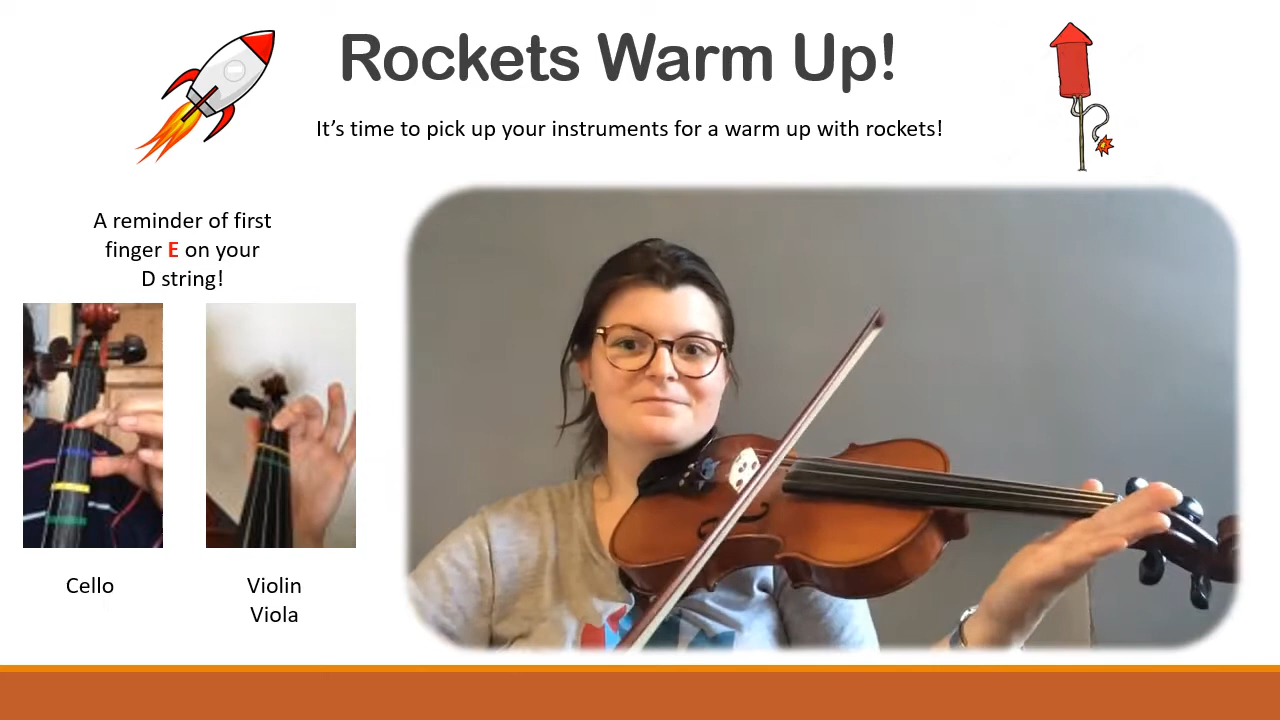 Rockets Warm Up!
It's time to pick up your instruments for a warm up with rockets!
A reminder of first
finger E on your
D string!
Cello
Violin
Viola